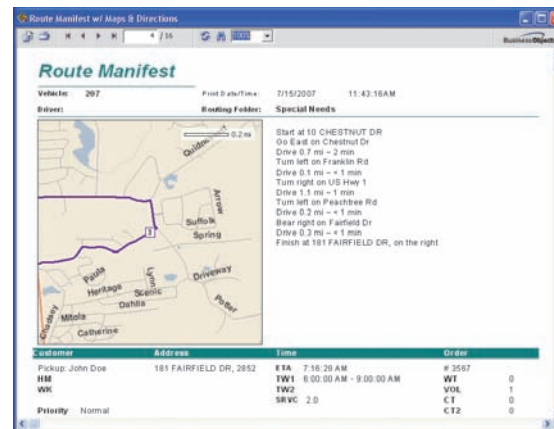 Route Manifest w/ Maps & Directions
4 / 16
100%
BusinessObjects
Route Manifest
Vehicle: 207 Print Date/Time: 7/15/2007 11:43:16AM
Driver: Routing Folder: Special Needs
0.2 mi
Start at 10 CHESTNUT DR
Go East on Chestnut Dr
Drive 0.7 mi ~ 2 min
Turn left on Franklin Rd
Drive 0.1 mi ~ < 1 min
Turn right on US Hwy 1
Drive 1.1 mi ~ < 1 min
Turn left on Peachtree Rd
Drive 0.2 mi ~ < 1 min
Bear right on Fairfield Dr
Drive 0.3 mi ~ < 1 min
Finish at 181 FAIRFIELD DR, on the right
Arrow
Suffolk
Spring
Paula
Lynn
Driveway
Heritage
Scenic
Dahlia
Potter
Mitola
Catherine
Customer Address Time Order
Pickup: John Doe 181 FAIRFIELD DR, 2852 ETA 7:16:29 AM # 3567
HM TW1 6:00:00 AM - 9:00:00 AM WT 0
WK TW2 VOL 1
SRVC 2.0 CT 0
Priority Normal CT2 0